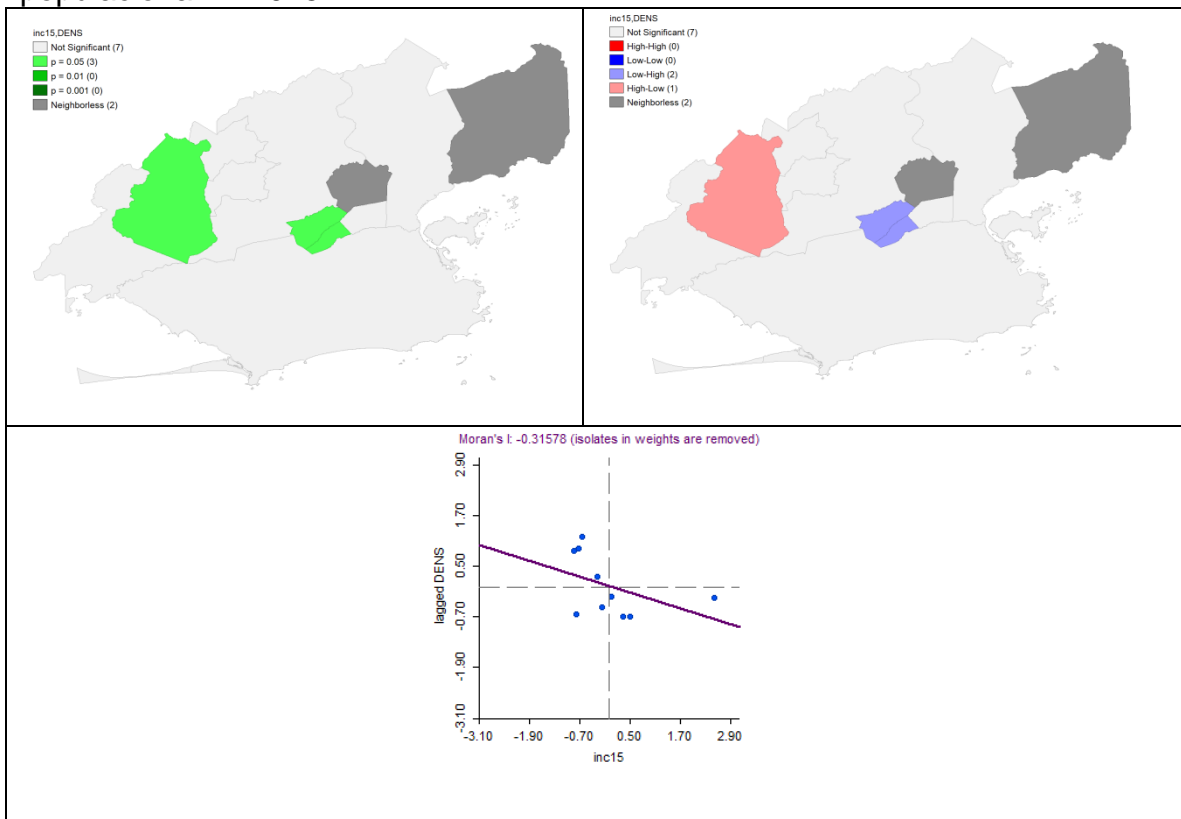 inc15,DENS
Not Significant (7)
p = 0.05 (3)
p = 0.01 (0)
p = 0.001 (0)
Neighborless (2)
inc15,DENS
Not Significant (7)
High-High (0)
Low-Low (0)
Low-High (2)
High-Low (1)
Neighborless (2)
Moran's I: -0.31578 (isolates in weights are removed)
2.90
1.70
0.50
-0.70
-1.90
-3.10
lagged DENS
-3.10 -1.90 -0.70 0.50 1.70 2.90
inc15